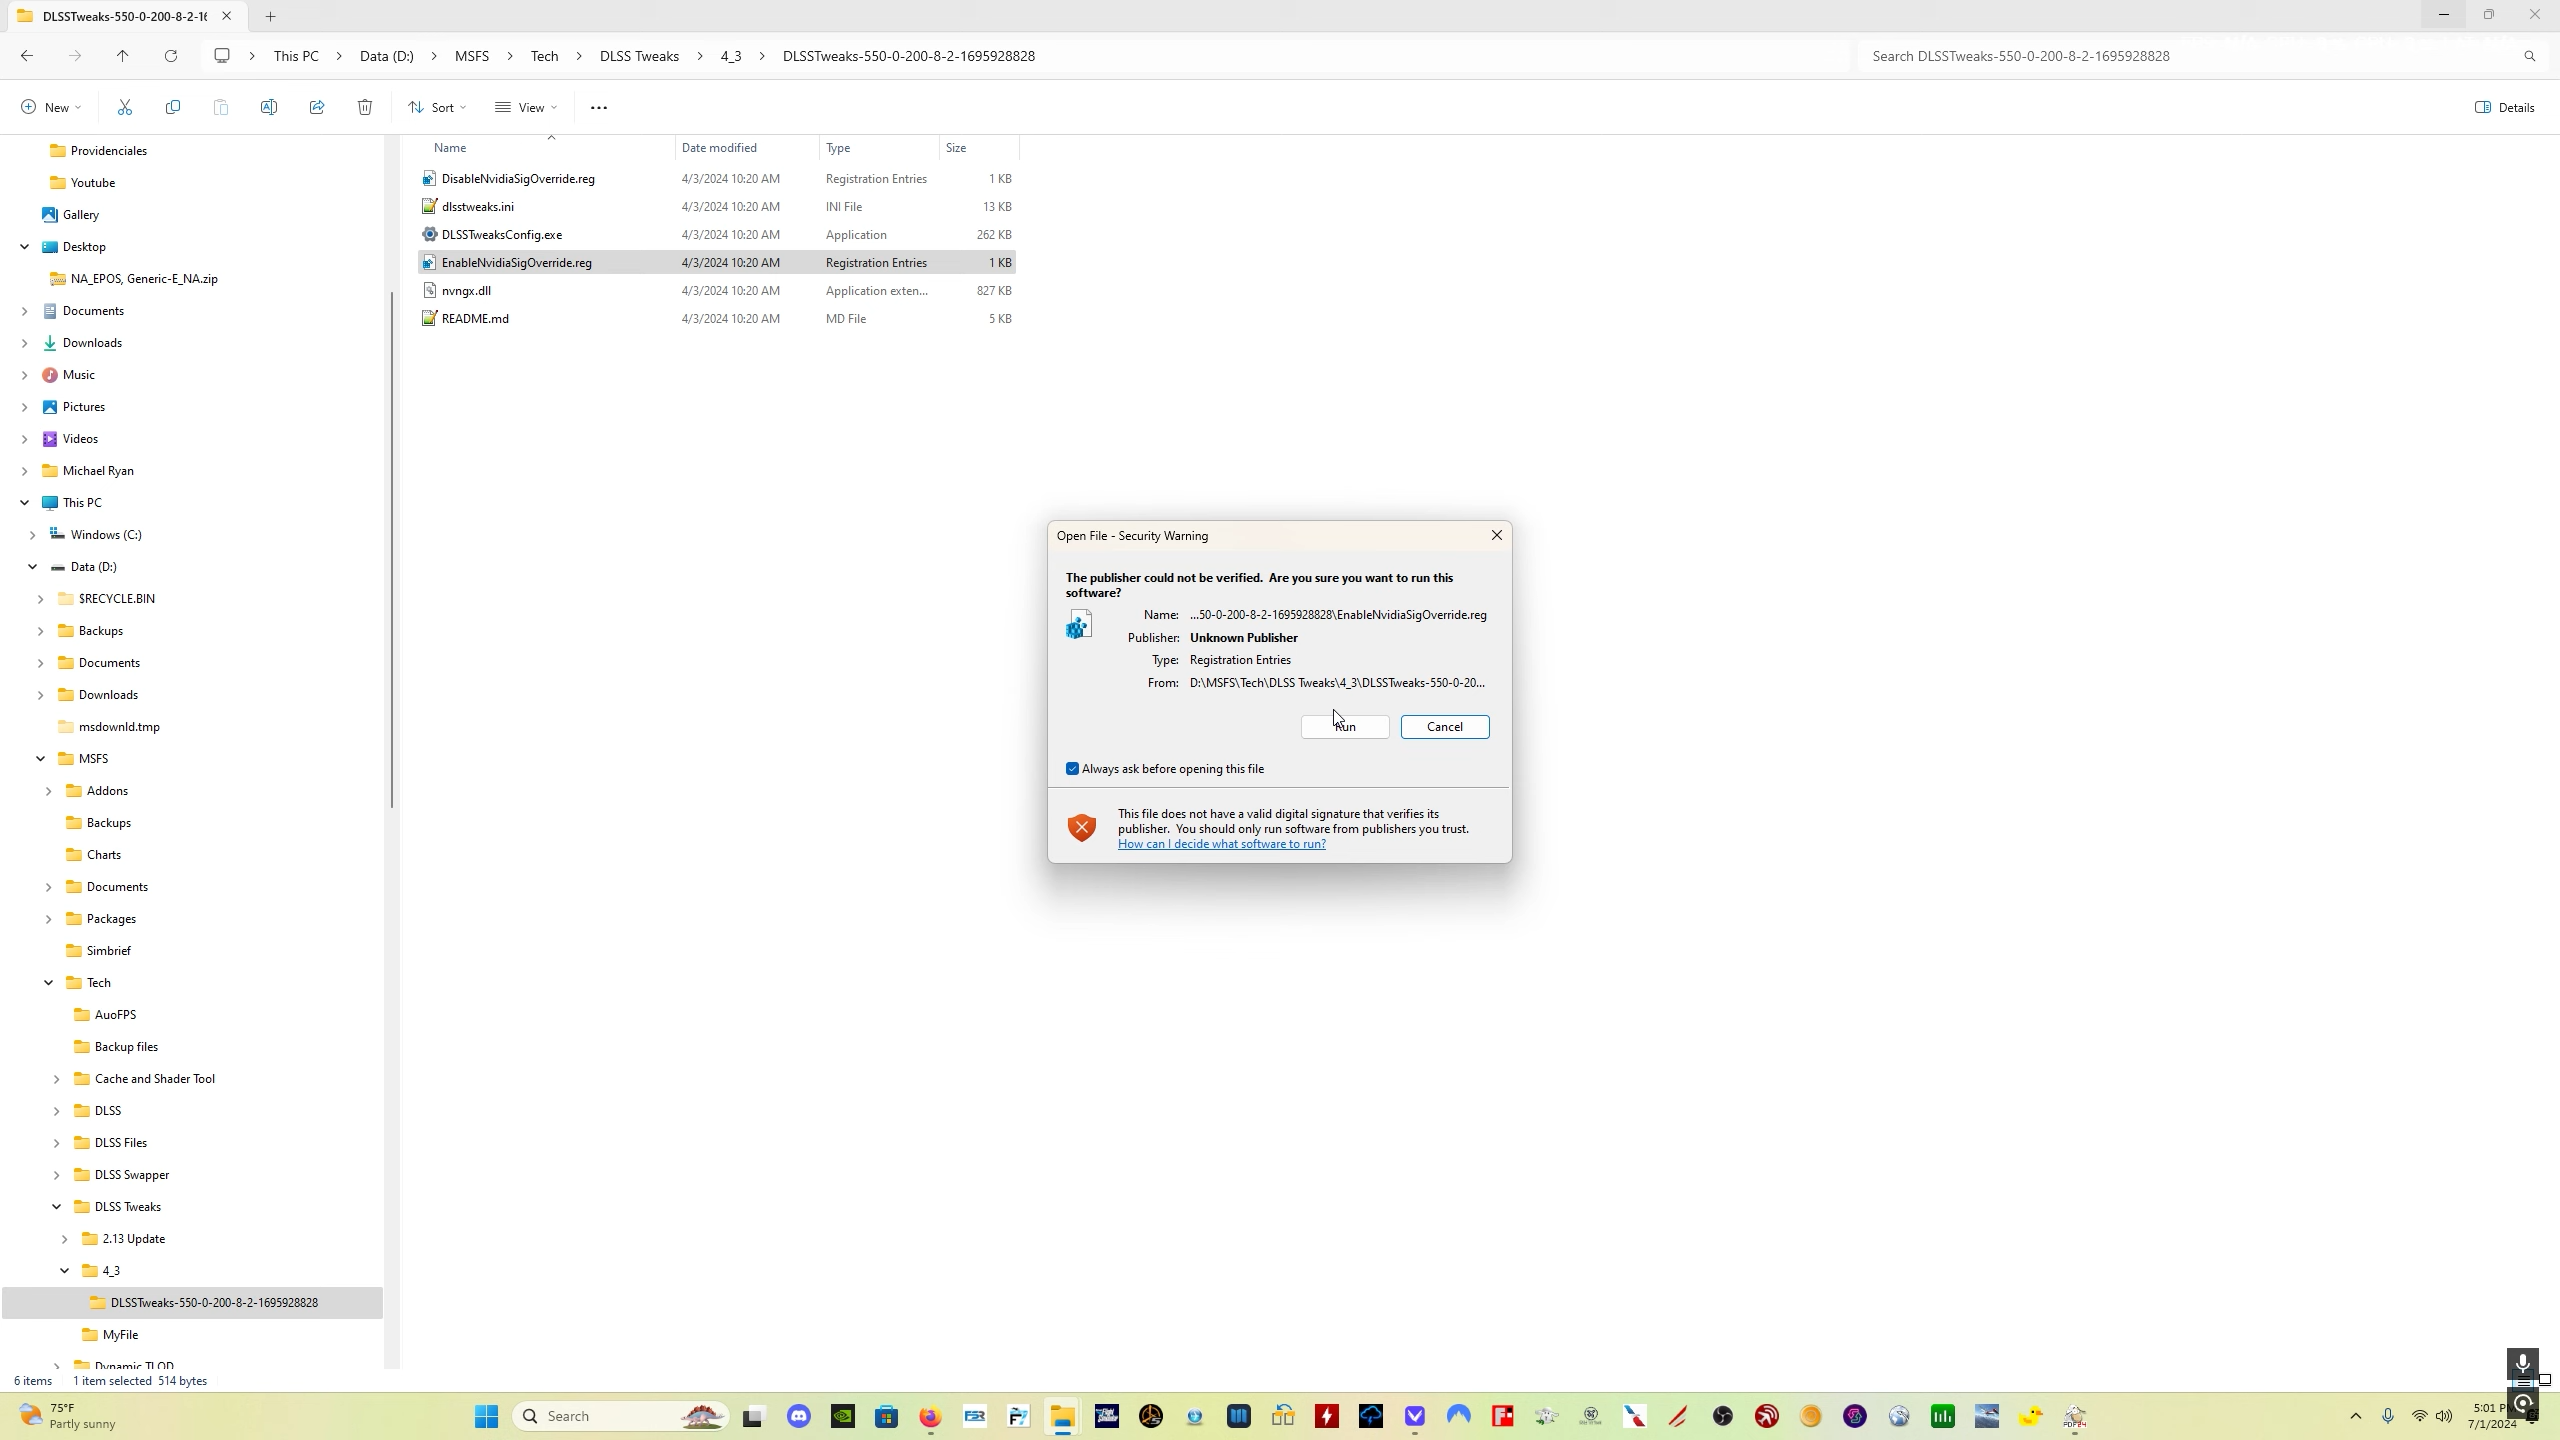 DLSSTweaks-550-0-200-8-2-16
This PC > Data (D:) > MSFS > Tech > DLSS Tweaks > 4_3 > DLSSTweaks-550-0-200-8-2-1695928828
Search DLSSTweaks-550-0-200-8-2-1695928828
New Sort View ... Details
Name Date modified Type Size
DisableNvidiaSigOverride.reg 4/3/2024 10:20 AM Registration Entries 1 KB
dlsstweaks.ini 4/3/2024 10:20 AM INI File 13 KB
DLSSTweaksConfig.exe 4/3/2024 10:20 AM Application 262 KB
EnableNvidiaSigOverride.reg 4/3/2024 10:20 AM Registration Entries 1 KB
nvngx.dll 4/3/2024 10:20 AM Application exten... 827 KB
README.md 4/3/2024 10:20 AM MD File 5 KB
Providenciales
Youtube
Gallery
Desktop
NA_EPOS, Generic-E_NA.zip
Documents
Downloads
Music
Pictures
Videos
Michael Ryan
This PC
Windows (C:)
Data (D:)
$RECYCLE.BIN
Backups
Documents
Downloads
msdownld.tmp
MSFS
Addons
Backups
Charts
Documents
Packages
Simbrief
Tech
AuoFPS
Backup files
Cache and Shader Tool
DLSS
DLSS Files
DLSS Swapper
DLSS Tweaks
2.13 Update
4_3
DLSSTweaks-550-0-200-8-2-1695928828
MyFile
Dynamic TLOD
Open File - Security Warning
The publisher could not be verified. Are you sure you want to run this
software?
Name: ...50-0-200-8-2-1695928828\EnableNvidiaSigOverride.reg
Publisher: Unknown Publisher
Type: Registration Entries
From: D:\MSFS\Tech\DLSS Tweaks\4_3\DLSSTweaks-550-0-20...
Run Cancel
Always ask before opening this file
This file does not have a valid digital signature that verifies its
publisher. You should only run software from publishers you trust.
How can I decide what software to run?
6 items 1 item selected 514 bytes
75°F
Partly sunny
Search
5:01 PM
7/1/2024